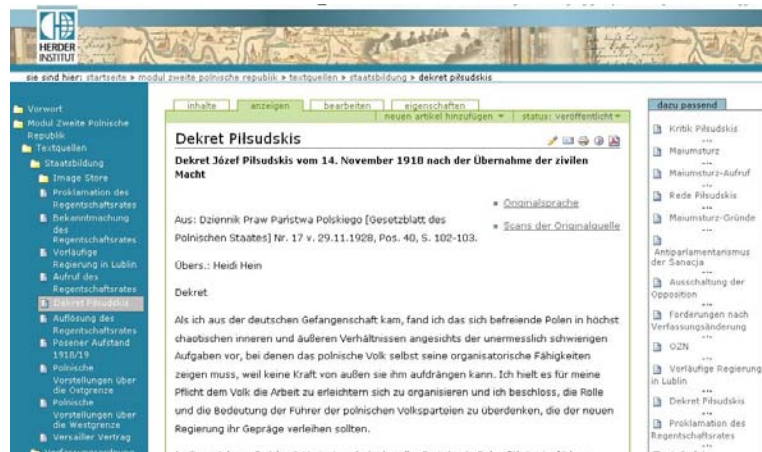 HERDER-
INSTITUT
sie sind hier: startseite » modul zweite polnische republik » textquellen » staatsbildung » dekret piłsudskis
Vorwort
Modul Zweite Polnische
Republik
Textquellen
Staatsbildung
Image Store
Proklamation des
Regentschaftsrates
Bekanntmachung
des
Regentschaftsrates
Vorläufige
Regierung in Lublin
Aufruf des
Regentschaftsrates
Dekret Piłsudskis
Auflösung des
Regentschaftsrates
Posener Aufstand
1918/19
Polnische
Vorstellungen über
die Ostgrenze
Polnische
Vorstellungen über
die Westgrenze
Versailler Vertrag
inhalte anzeigen bearbeiten eigenschaften
neuen artikel hinzufügen status: veröffentlicht
Dekret Piłsudskis
Dekret Józef Piłsudskis vom 14. November 1918 nach der Übernahme der zivilen
Macht
Originalsprache
Scans der Originalquelle
Aus: Dziennik Praw Państwa Polskiego [Gesetzblatt des
Polnischen Staates] Nr. 17 v. 29.11.1928, Pos. 40, S. 102-103.
Übers.: Heidi Hein
Dekret
Als ich aus der deutschen Gefangenschaft kam, fand ich das sich befreiende Polen in höchst
chaotischen inneren und äußeren Verhältnissen angesichts der unermesslich schwierigen
Aufgaben vor, bei denen das polnische Volk selbst seine organisatorische Fähigkeiten
zeigen muss, weil keine Kraft von außen sie ihm aufdrängen kann. Ich hielt es für meine
Pflicht dem Volk die Arbeit zu erleichtern sich zu organisieren und ich beschloss, die Rolle
und die Bedeutung der Führer der polnischen Volksparteien zu überdenken, die der neuen
Regierung ihr Gepräge verleihen sollten.
dazu passend
Kritik Piłsudskis
Maiumsturz
Maiumsturz-Aufruf
Rede Piłsudskis
Maiumsturz-Gründe
Antiparlamentarismus
der Sanacja
Ausschaltung der
Opposition
Forderungen nach
Verfassungsänderung
OZN
Vorläufige Regierung
in Lublin
Dekret Piłsudskis
Proklamation des
Regentschaftsrates